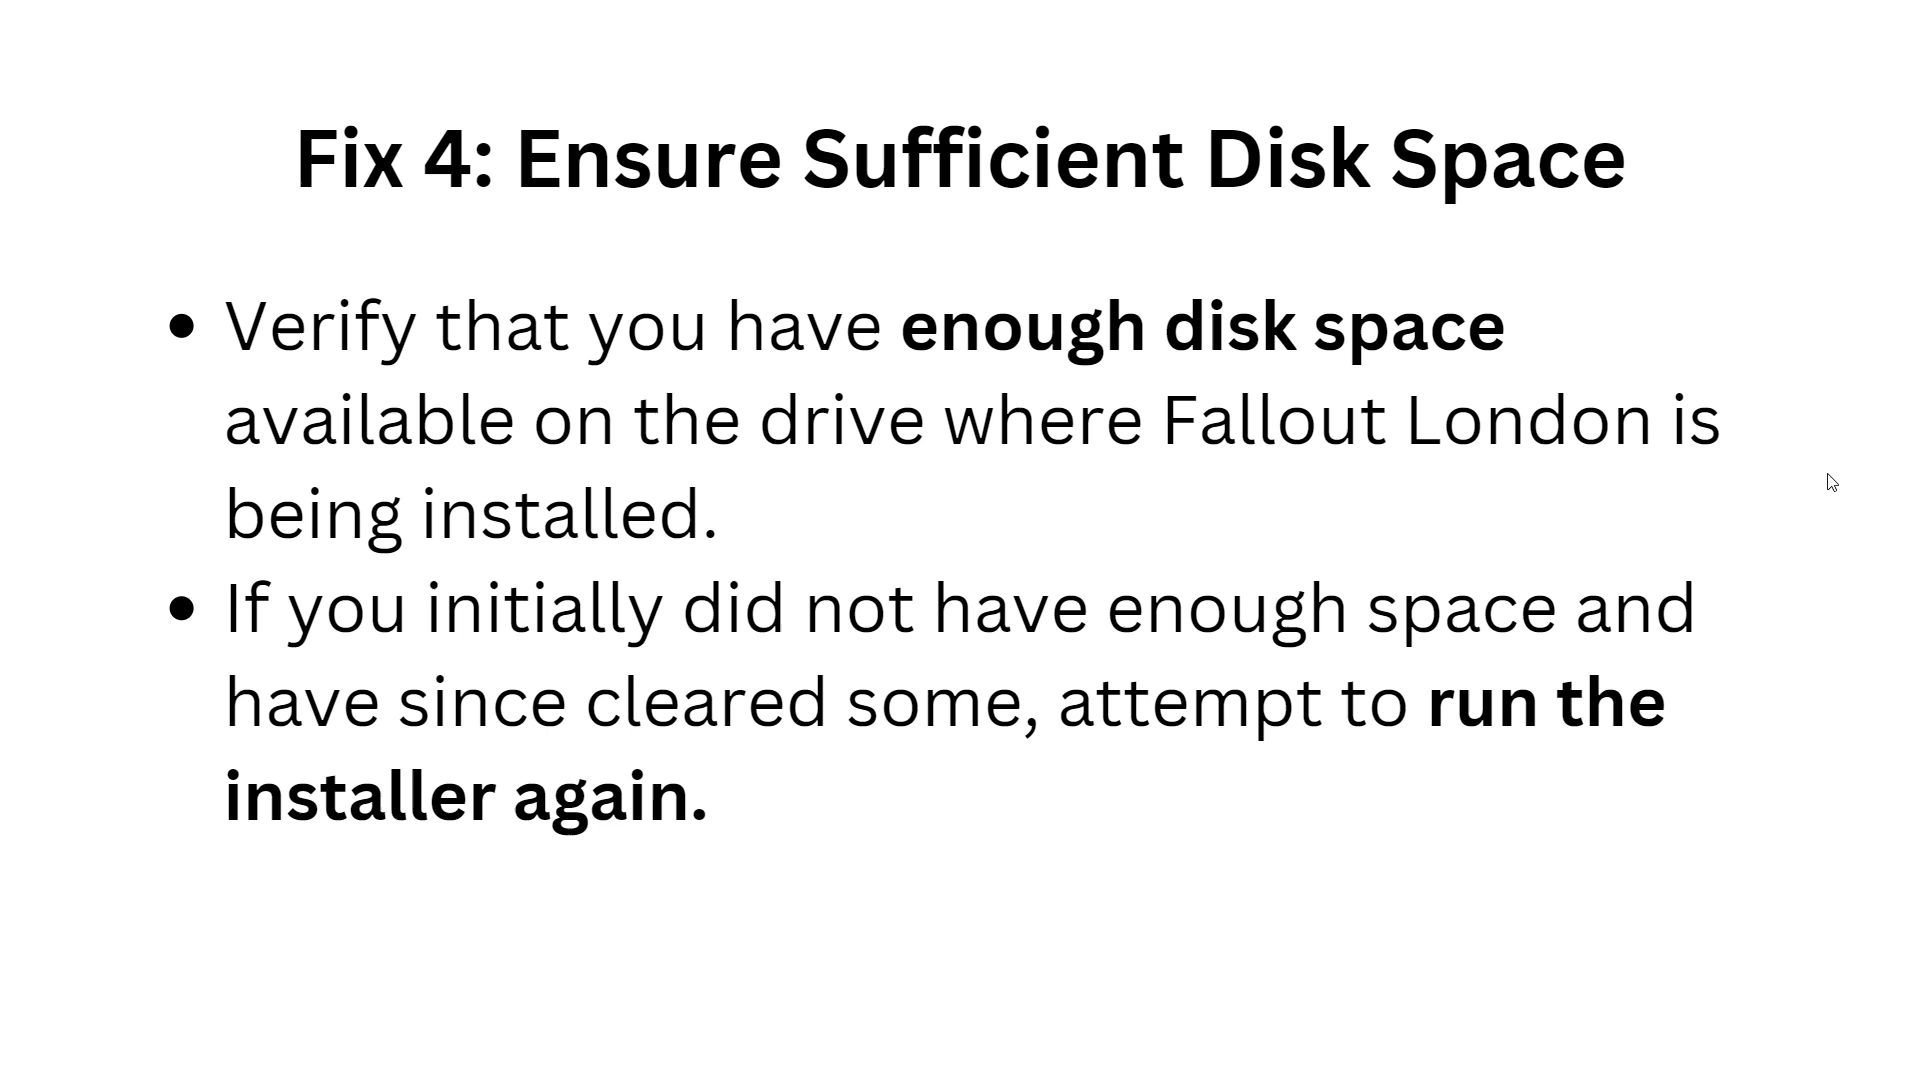 Fix 4: Ensure Sufficient Disk Space
• Verify that you have enough disk space
available on the drive where Fallout London is
being installed.
• If you initially did not have enough space and
have since cleared some, attempt to run the
installer again.